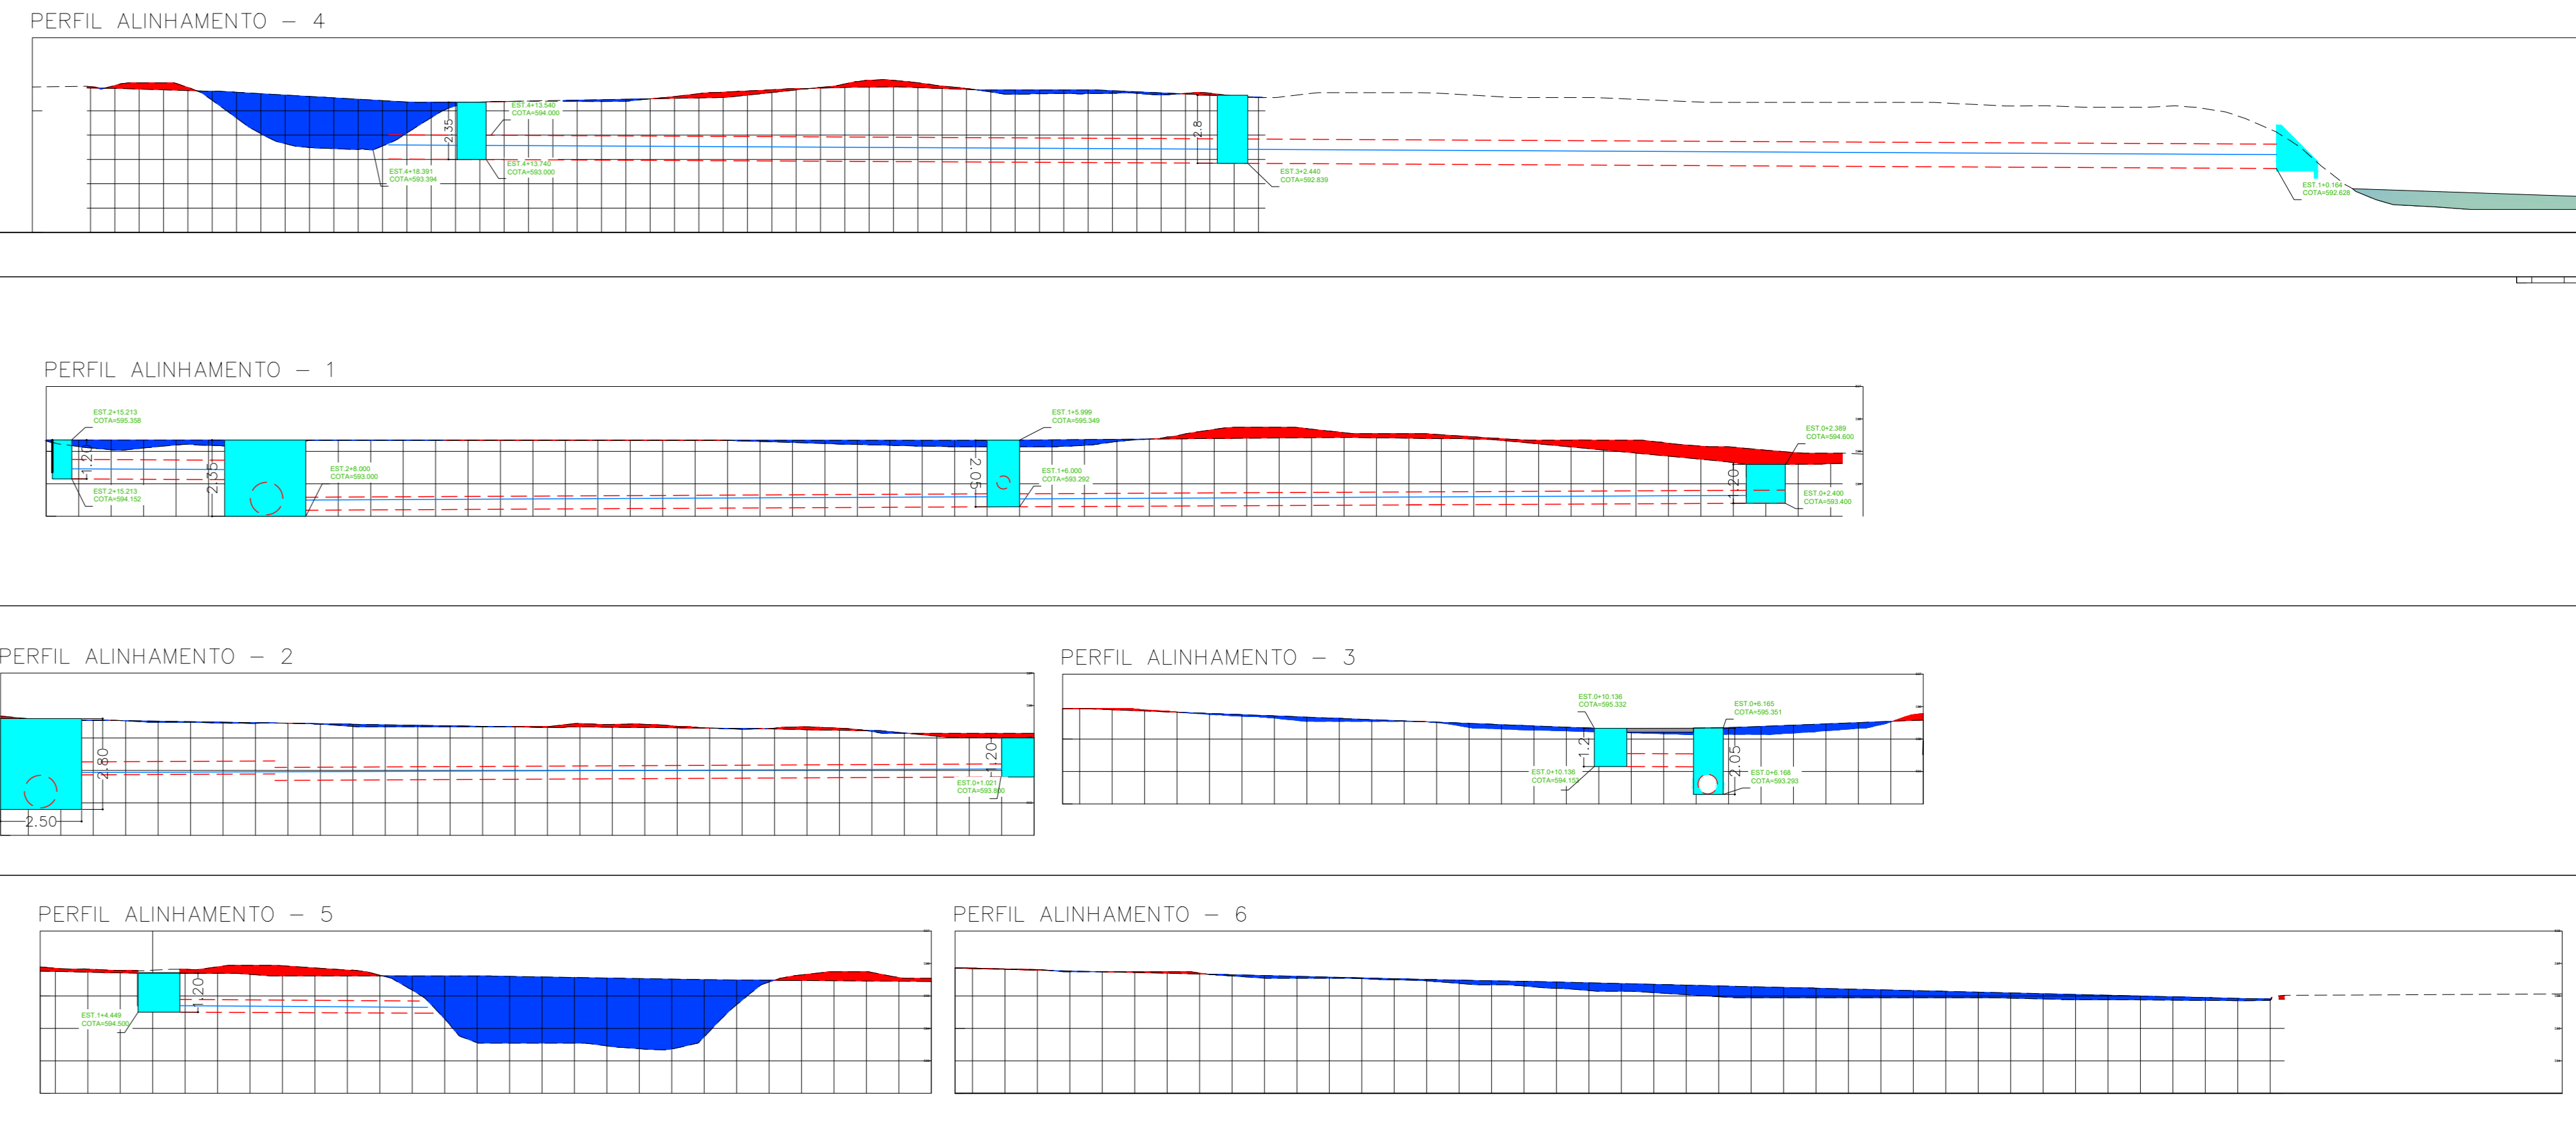 PERFIL ALINHAMENTO - 4
EST.4+13.540
COTA=594.000
2.35
EST.4+18.391
COTA=593.394
EST.4+13.740
COTA=593.000
2.8
EST.3+2.440
COTA=592.839
EST.1+0.164
COTA=592.628
PERFIL ALINHAMENTO - 1
EST.2+15.213
COTA=595.358
1.20
EST.2+15.213
COTA=594.152
2.35
EST.2+8.000
COTA=593.000
EST.1+5.999
COTA=595.349
2.05
EST.1+6.000
COTA=593.292
EST.0+2.389
COTA=594.600
1.20
EST.0+2.400
COTA=593.400
PERFIL ALINHAMENTO - 2
2.80
2.50
1.20
EST.0+1.021
COTA=593.800
PERFIL ALINHAMENTO - 3
EST.0+10.136
COTA=595.332
1.2
EST.0+10.136
COTA=594.152
EST.0+6.165
COTA=595.351
2.05
EST.0+6.168
COTA=593.293
PERFIL ALINHAMENTO - 5
1.20
EST.1+4.449
COTA=594.500
PERFIL ALINHAMENTO - 6